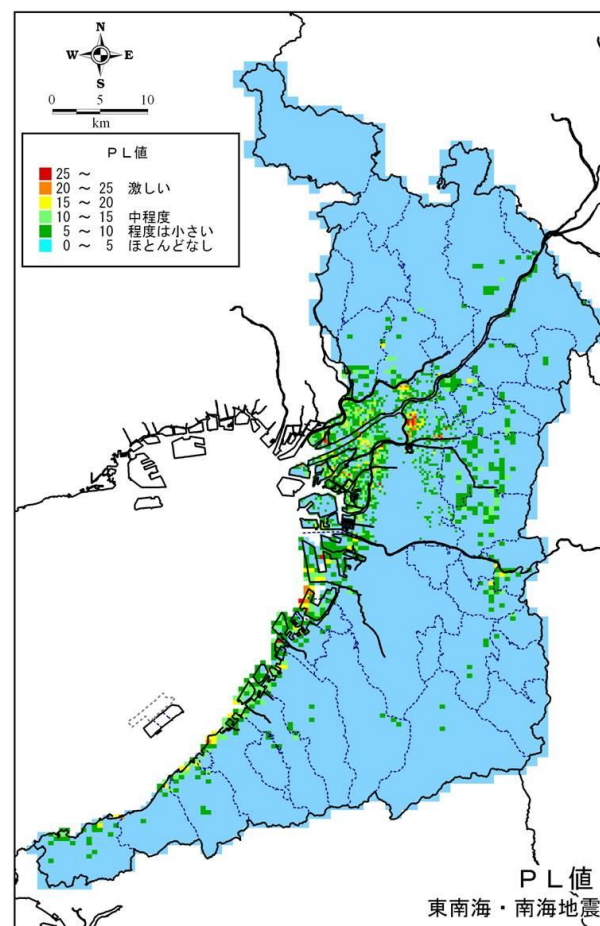 N
W E
S
0 5 10
km
PL値
25 ~
20 ~ 25 激しい
15 ~ 20
10 ~ 15 中程度
5 ~ 10 程度は小さい
0 ~ 5 ほとんどなし
PL値
東南海・南海地震